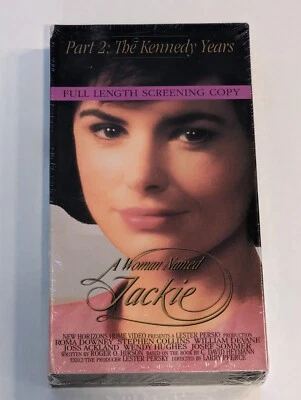 Part 2: The Kennedy Years
FULL LENGTH SCREENING COPY
A Woman Named
Jackie
NEW HORIZONS HOME VIDEO PRESENTS A LESTER PERSKY PRODUCTION
ROMA DOWNEY STEPHEN COLLINS WILLIAM DEVANE
JOSS ACKLAND WENDY HUGHES JOSEF SOMMER
WRITTEN BY ROGER O. HIRSON BASED ON THE BOOK BY C. DAVID HEYMANN
EXECUTIVE PRODUCER LESTER PERSKY DIRECTED BY LARRY PEERCE